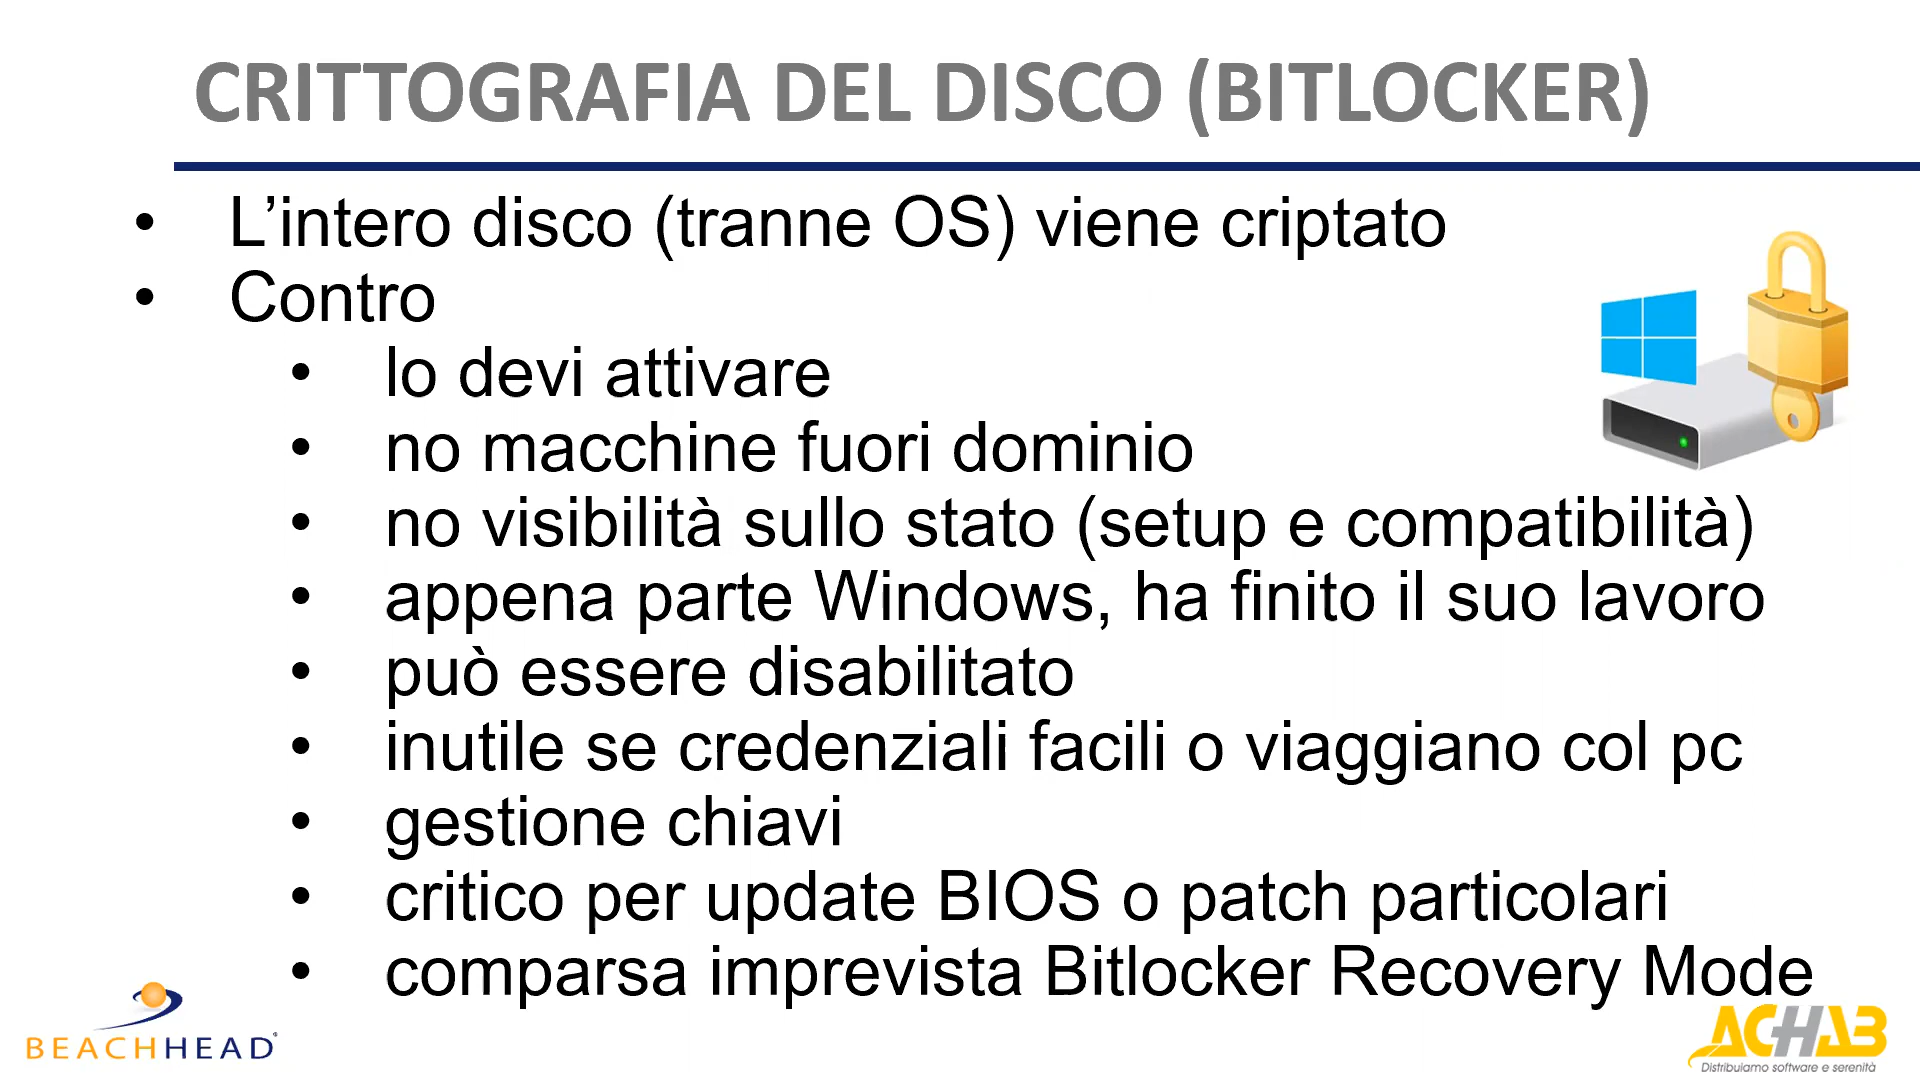 CRITTOGRAFIA DEL DISCO (BITLOCKER)
• L’intero disco (tranne OS) viene criptato
• Contro
• lo devi attivare
• no macchine fuori dominio
• no visibilità sullo stato (setup e compatibilità)
• appena parte Windows, ha finito il suo lavoro
• può essere disabilitato
• inutile se credenziali facili o viaggiano col pc
• gestione chiavi
• critico per update BIOS o patch particolari
• comparsa imprevista Bitlocker Recovery Mode
BEACHHEAD®
ACHAB
Distribuiamo software e serenità